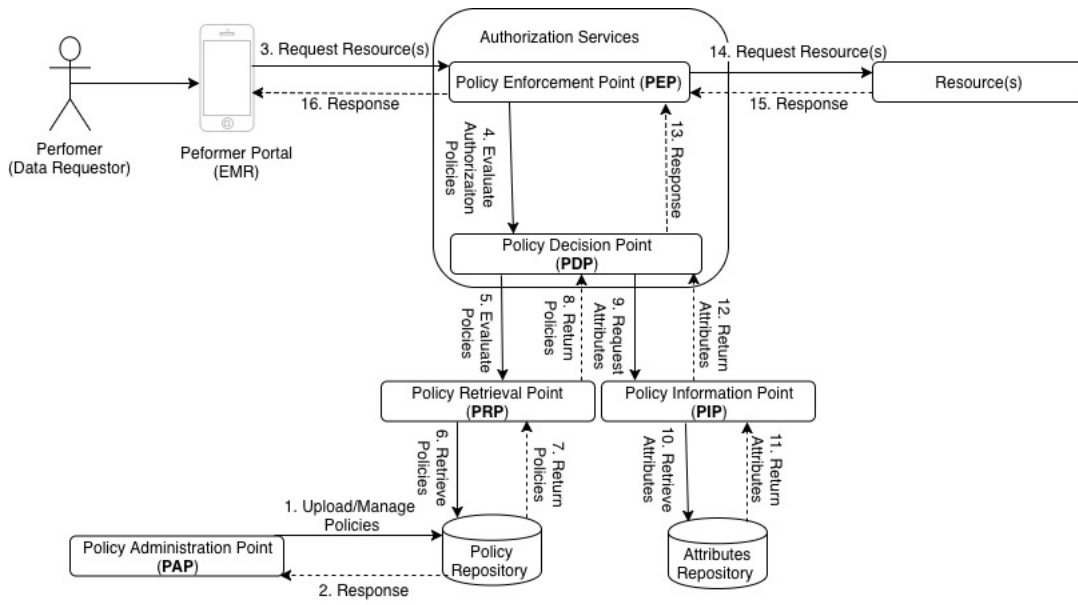 Authorization Services
3. Request Resource(s)
14. Request Resource(s)
Policy Enforcement Point (PEP)
Resource(s)
16. Response
15. Response
Perfomer
(Data Requestor)
Peformer Portal
(EMR)
4. Evaluate
Authorizaiton
Policies
13. Response
Policy Decision Point
(PDP)
5. Evaluate
Polcies
8. Return
Policies
9. Request
Attributes
12. Return
Attributes
Policy Retrieval Point
(PRP)
Policy Information Point
(PIP)
6. Retrieve
Policies
7. Return
Policies
10. Retrieve
Attributes
11. Return
Attributes
1. Upload/Manage
Policies
Policy Administration Point
(PAP)
Policy
Repository
Attributes
Repository
2. Response